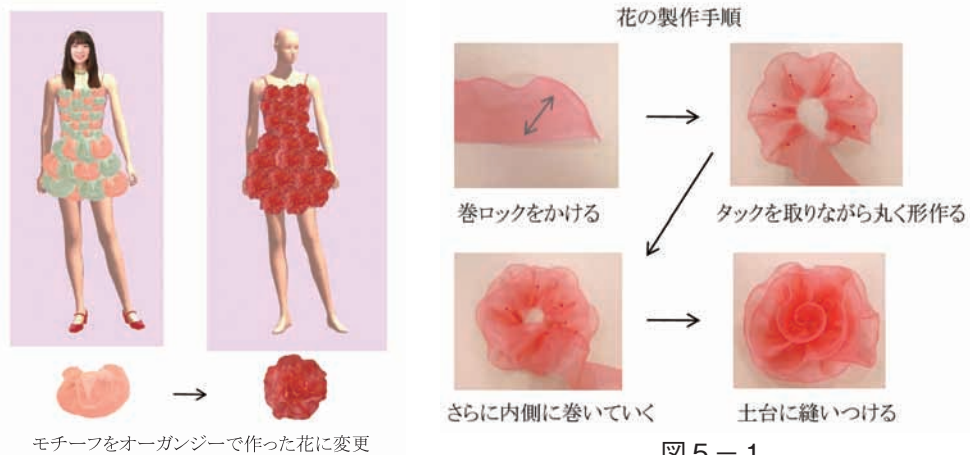 花の製作手順
巻ロックをかける
タックを取りながら丸く形作る
さらに内側に巻いていく
土台に縫いつける
モチーフをオーガンジーで作った花に変更
図5－1